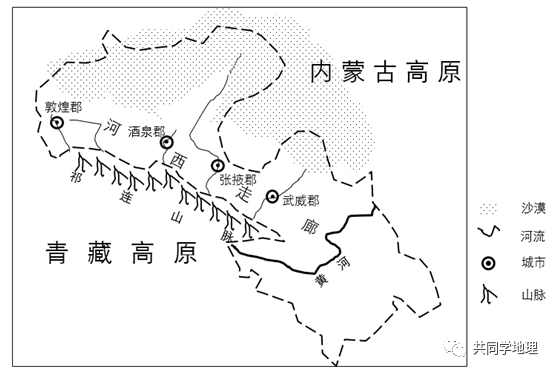 内蒙古高原
敦煌郡
酒泉郡
张掖郡
武威郡
河西走廊
祁连山脉
青藏高原
黄河
沙漠
河流
城市
山脉
共同学地理